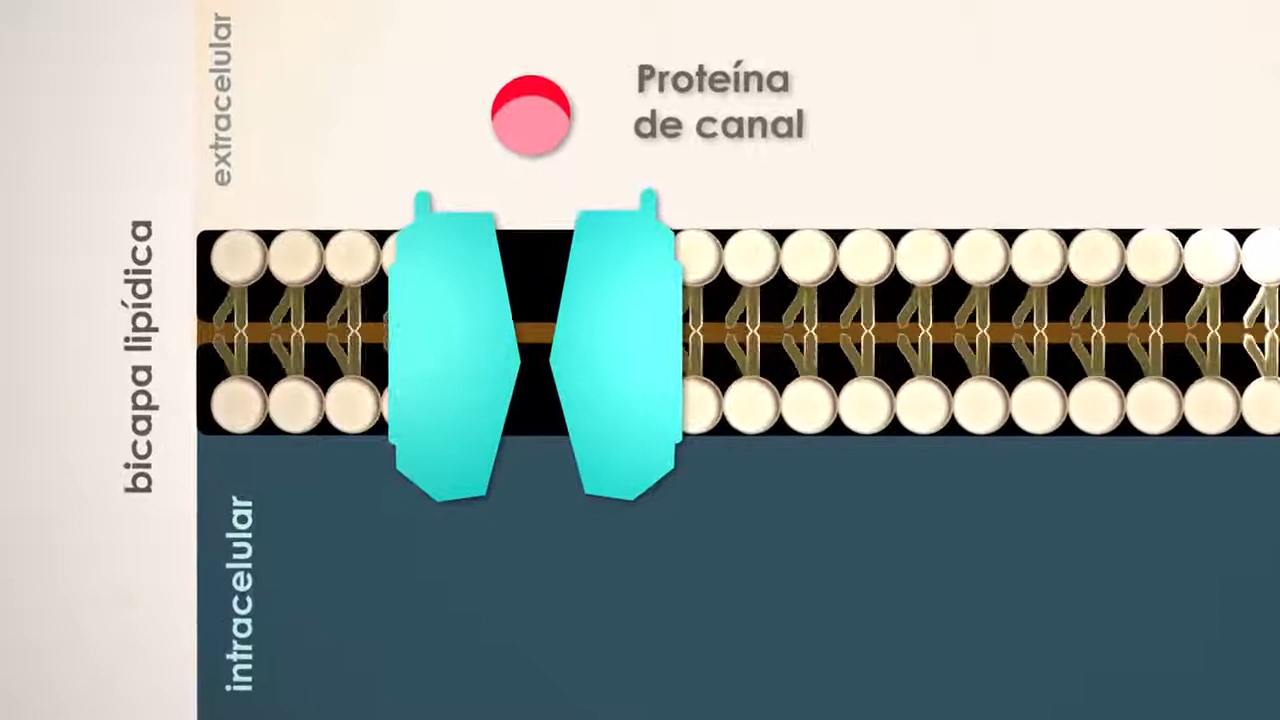 extracelular
Proteína
de canal
bicapa lipídica
intracelular